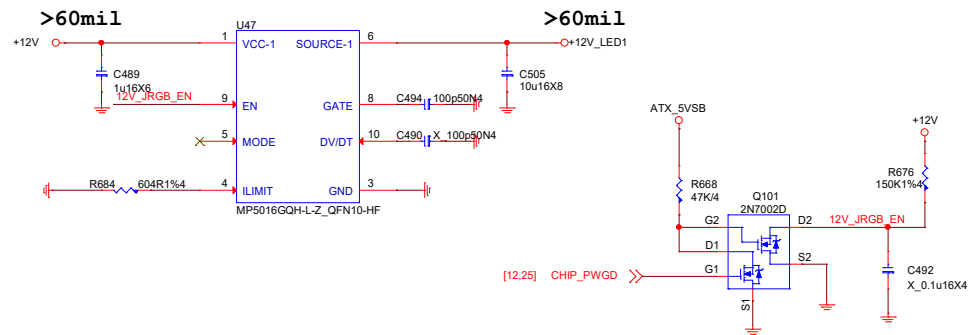 >60mil
>60mil
U47
+12V
1
VCC-1
SOURCE-1
6
+12V_LED1
C489
1u16X6
C505
10u16X8
12V_JRGB_EN
9
EN
GATE
8
C494
100p50N4
5
MODE
DV/DT
10
C490
X_100p50N4
R684
604R1%4
4
ILIMIT
GND
3
MP5016GQH-L-Z_QFN10-HF
ATX_5VSB
+12V
R668
47K/4
R676
150K1%4
Q101
2N7002D
G2
D2
12V_JRGB_EN
D1
S2
[12,25]
CHIP_PWGD
G1
S1
C492
X_0.1u16X4